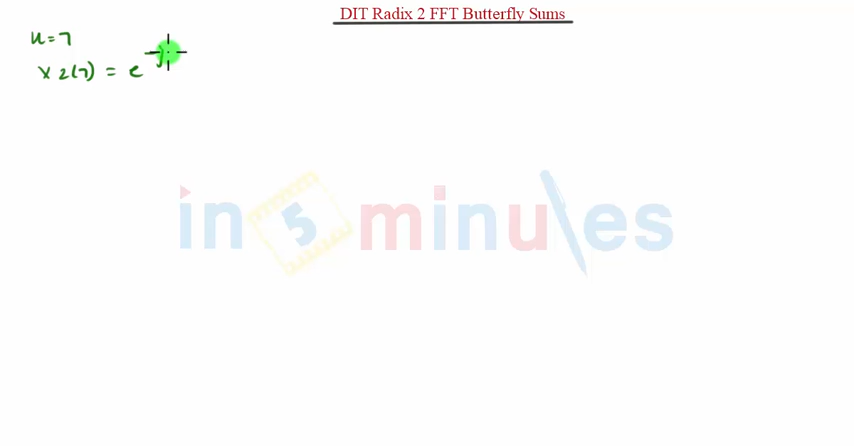 DIT Radix 2 FFT Butterfly Sums
k=7
X2(7) = e^-j
in 5 minutes